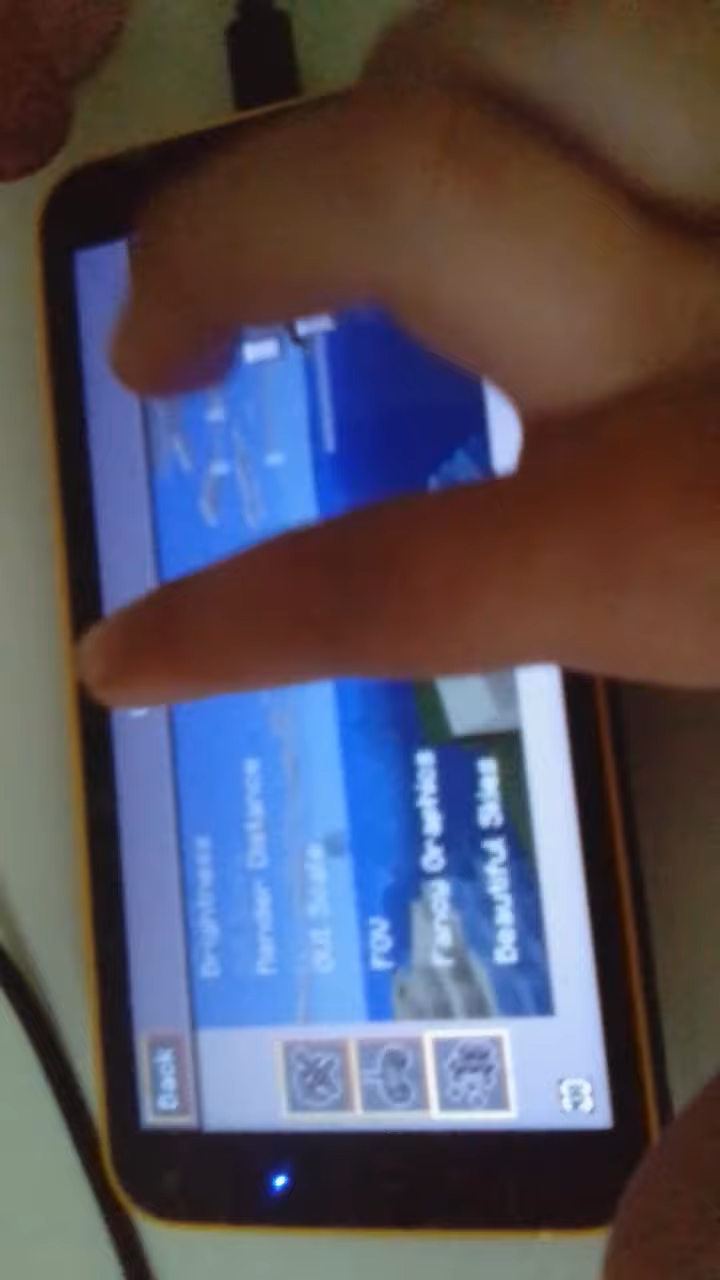 Back
Brightness
Render Distance
GUI Scale
FOV
Fancy Graphics
Beautiful Skies